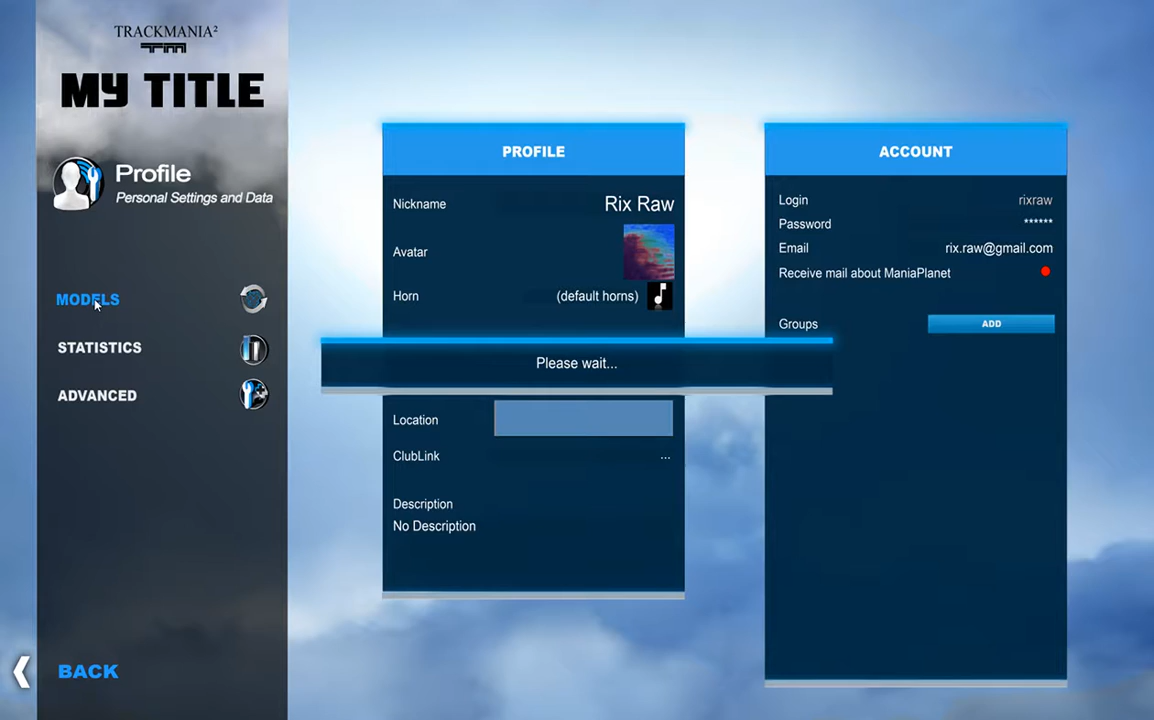 TRACKMANIA²
TM
MY TITLE
Profile
Personal Settings and Data
MODELS
STATISTICS
ADVANCED
BACK
PROFILE
Nickname Rix Raw
Avatar
Horn (default horns)
Please wait...
Location
ClubLink ...
Description
No Description
ACCOUNT
Login rixraw
Password ******
Email rix.raw@gmail.com
Receive mail about ManiaPlanet
Groups ADD